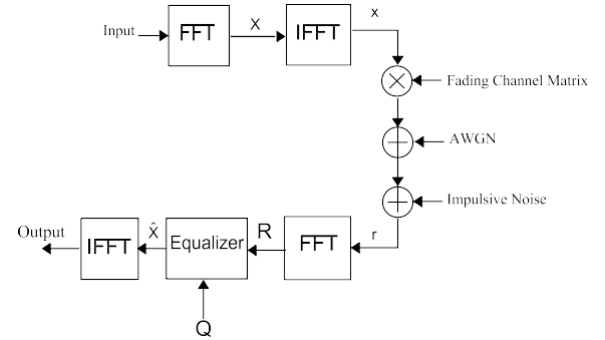 Input
FFT
X
IFFT
x
Fading Channel Matrix
AWGN
Impulsive Noise
r
FFT
R
Equalizer
X̂
IFFT
Output
Q